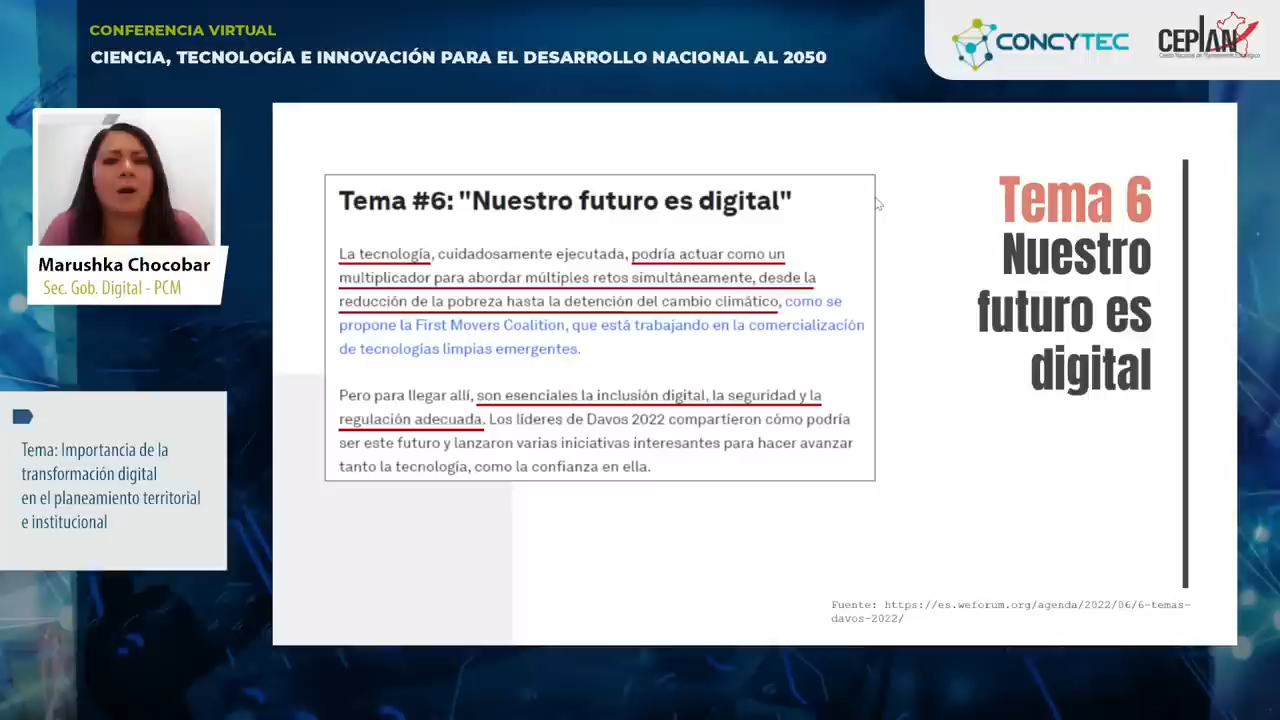 CONFERENCIA VIRTUAL
CIENCIA, TECNOLOGÍA E INNOVACIÓN PARA EL DESARROLLO NACIONAL AL 2050
CONCYTEC
CEPLAN
Centro Nacional de Planeamiento Estratégico
Marushka Chocobar
Sec. Gob. Digital - PCM
Tema: Importancia de la
transformación digital
en el planeamiento territorial
e institucional
Tema #6: "Nuestro futuro es digital"
La tecnología, cuidadosamente ejecutada, podría actuar como un
multiplicador para abordar múltiples retos simultáneamente, desde la
reducción de la pobreza hasta la detención del cambio climático, como se
propone la First Movers Coalition, que está trabajando en la comercialización
de tecnologías limpias emergentes.
Pero para llegar allí, son esenciales la inclusión digital, la seguridad y la
regulación adecuada. Los líderes de Davos 2022 compartieron cómo podría
ser este futuro y lanzaron varias iniciativas interesantes para hacer avanzar
tanto la tecnología, como la confianza en ella.
Tema 6
Nuestro
futuro es
digital
Fuente: https://es.weforum.org/agenda/2022/06/6-temas-
davos-2022/